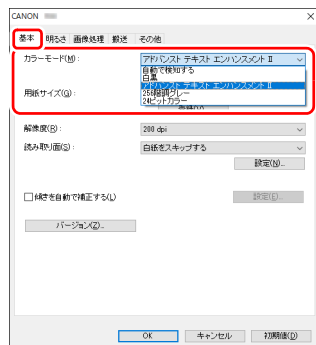 CANON
基本 明るさ 画像処理 搬送 その他
カラーモード(M): アドバンスト テキスト エンハンスメント II
自動で検知する
白黒
アドバンスト テキスト エンハンスメント II
256階調グレー
24ビットカラー
用紙サイズ(G):
解像度(R): 200 dpi
読み取り面(S): 白紙をスキップする
設定(N)...
傾きを自動で補正する(L) 設定(E)...
バージョン(Z)...
OK キャンセル 初期値(D)